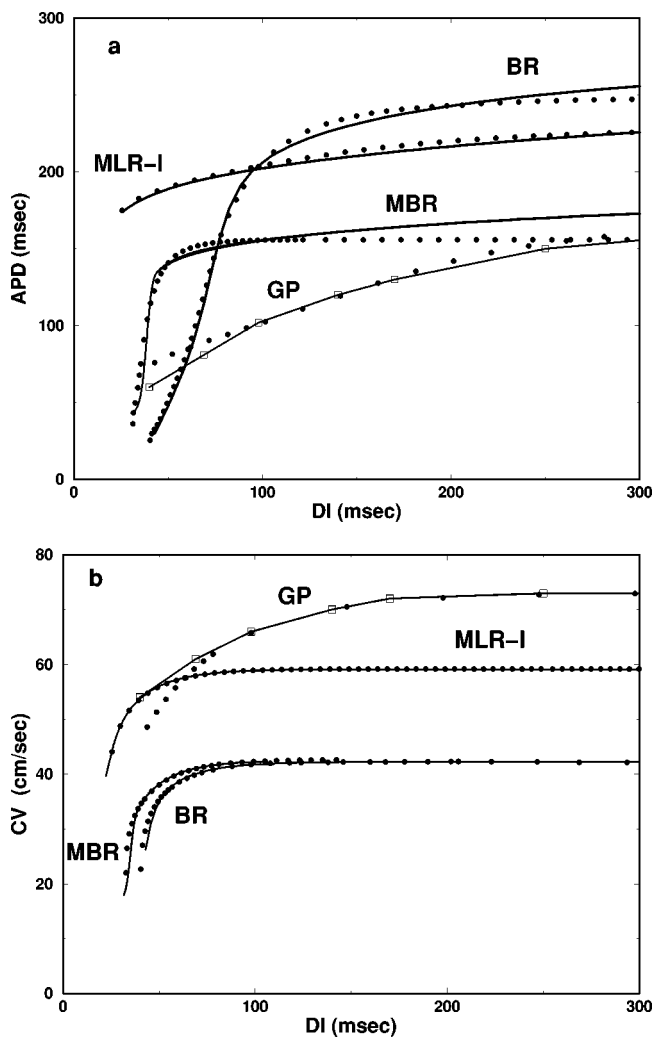 300
a
BR
200
MLR-I
MBR
APD (msec)
GP
100
0
0 100 200 300
DI (msec)
80
b
GP
MLR-I
60
CV (cm/sec)
40
BR
MBR
20
0
0 100 200 300
DI (msec)